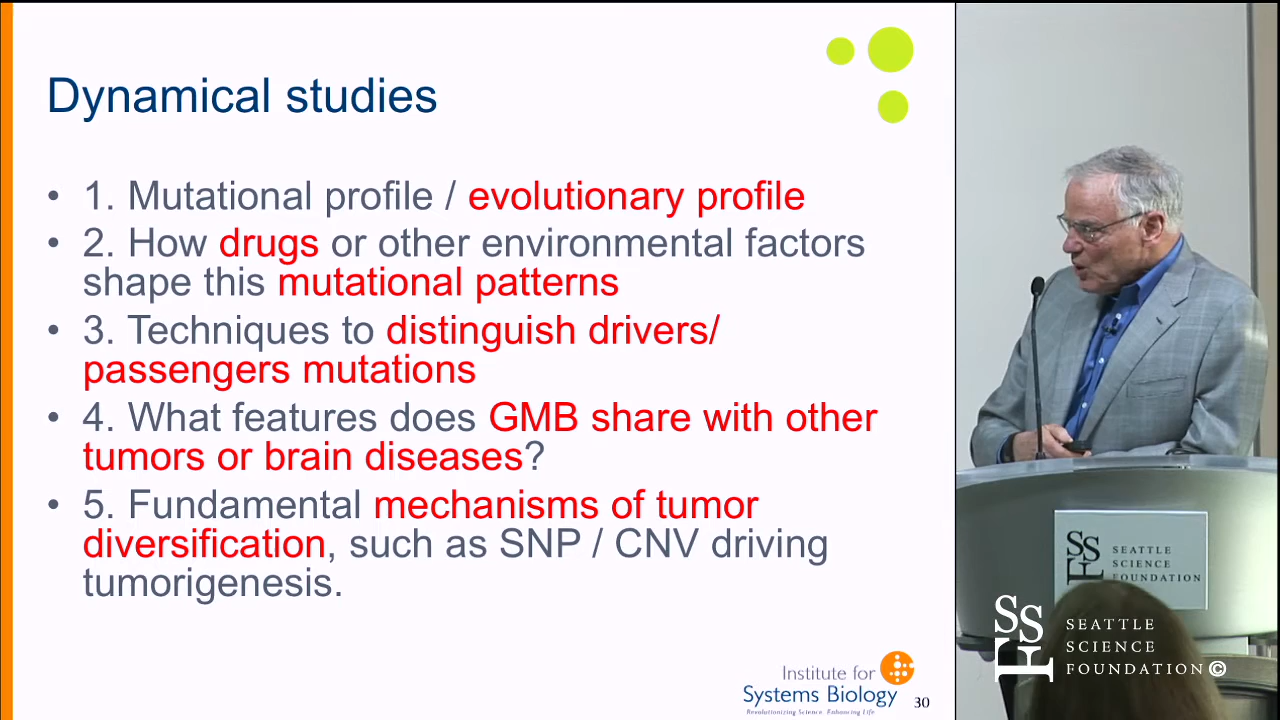 Dynamical studies
• 1. Mutational profile / evolutionary profile
• 2. How drugs or other environmental factors
shape this mutational patterns
• 3. Techniques to distinguish drivers/
passengers mutations
• 4. What features does GMB share with other
tumors or brain diseases?
• 5. Fundamental mechanisms of tumor
diversification, such as SNP / CNV driving
tumorigenesis.
Institute for
Systems Biology
Revolutionizing Science. Enhancing Life.
30
SSF
SEATTLE
SCIENCE
FOUNDATION
SSF
SEATTLE
SCIENCE
FOUNDATION©